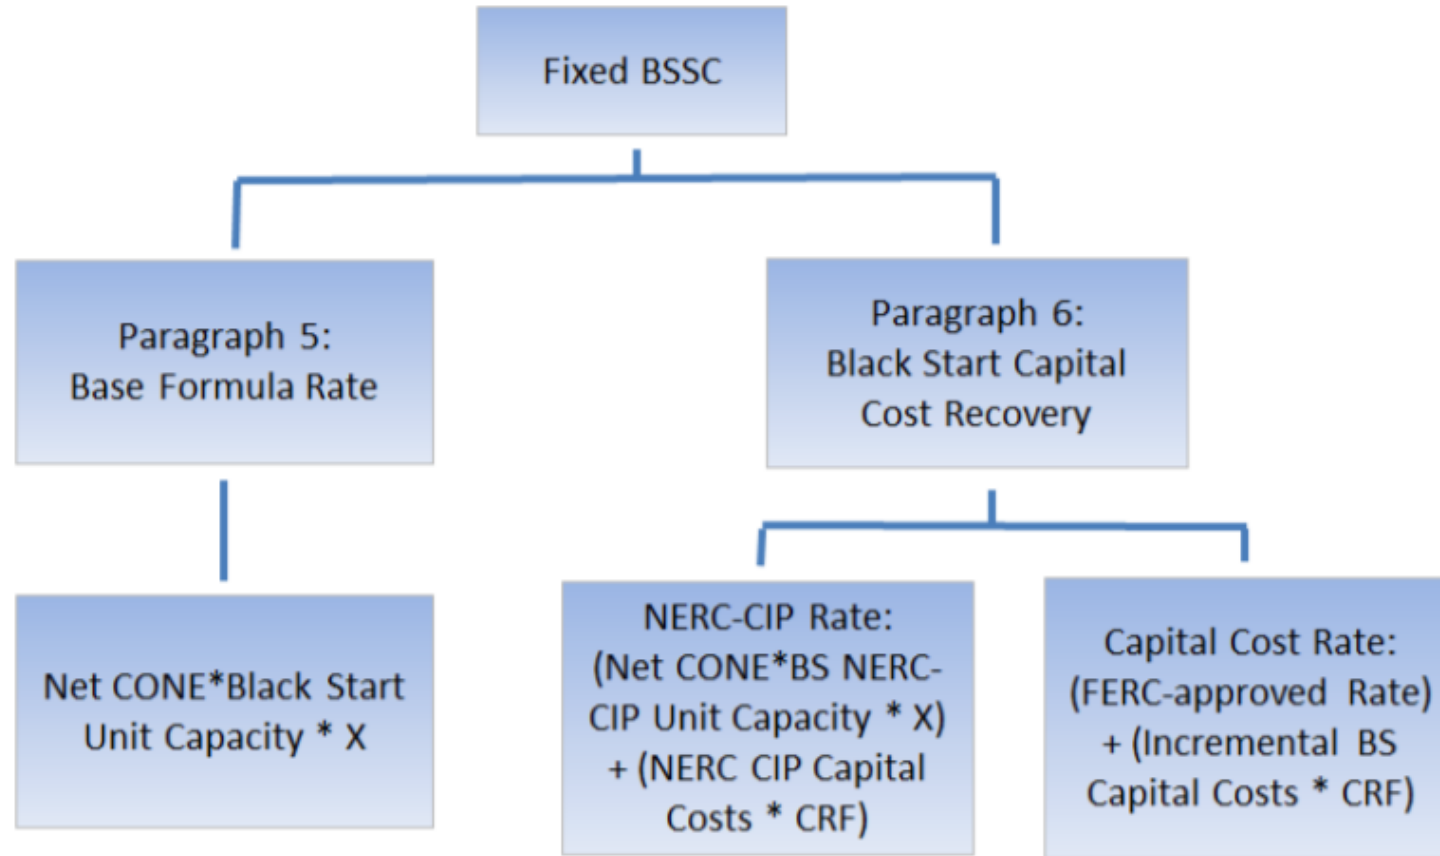 Fixed BSSC
Paragraph 5:
Base Formula Rate
Paragraph 6:
Black Start Capital
Cost Recovery
Net CONE*Black Start
Unit Capacity * X
NERC-CIP Rate:
(Net CONE*BS NERC-
CIP Unit Capacity * X)
+ (NERC CIP Capital
Costs * CRF)
Capital Cost Rate:
(FERC-approved Rate)
+ (Incremental BS
Capital Costs * CRF)